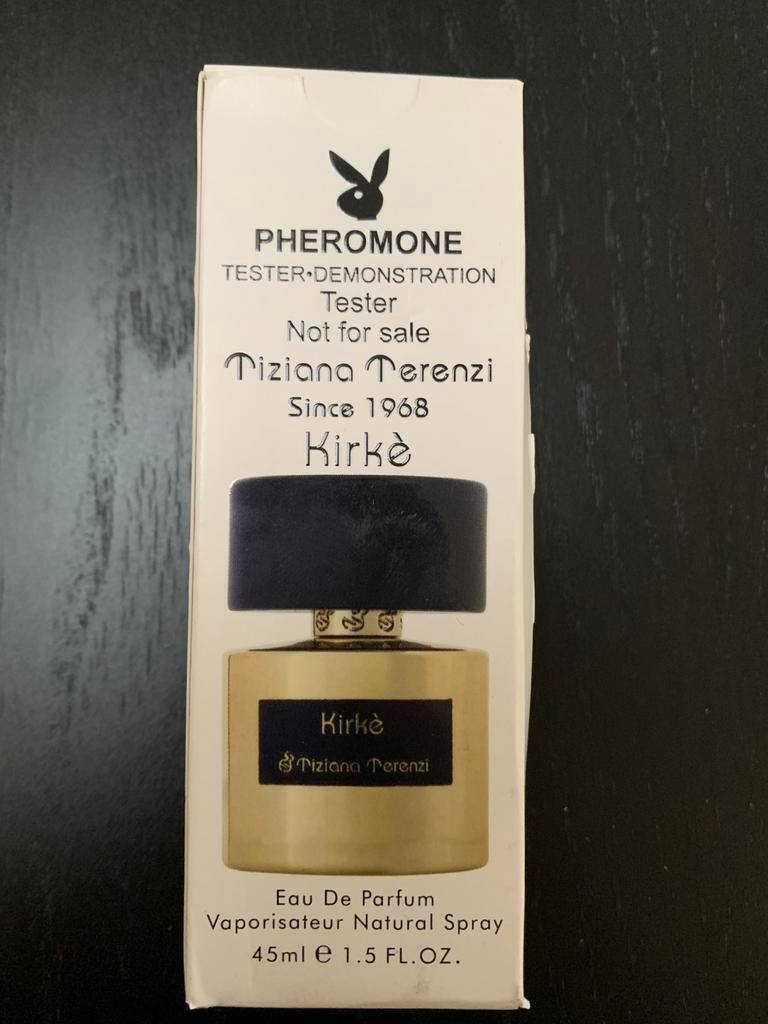 PHEROMONE
TESTER•DEMONSTRATION
Tester
Not for sale
Tiziana Terenzi
Since 1968
Kirkè
Kirkè
Tiziana Terenzi
Eau De Parfum
Vaporisateur Natural Spray
45ml e 1.5 FL.OZ.